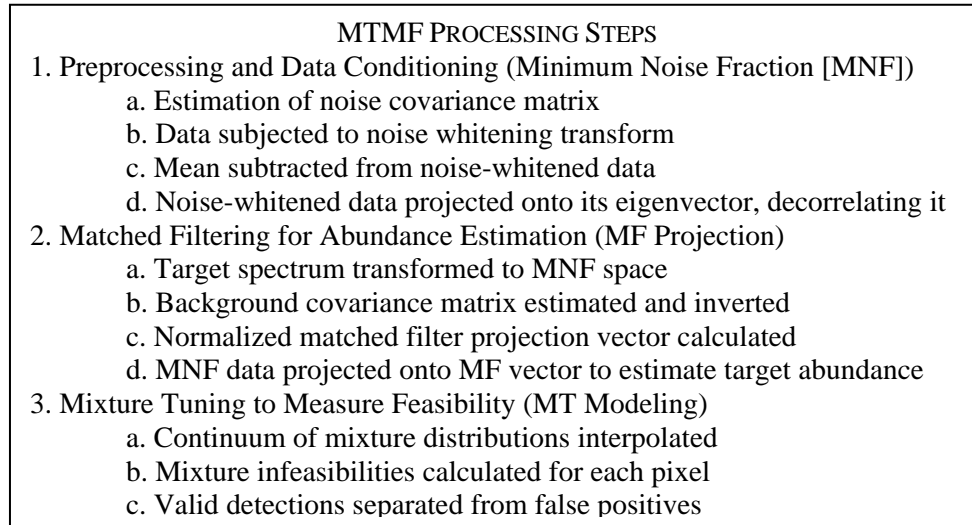 MTMF PROCESSING STEPS
1. Preprocessing and Data Conditioning (Minimum Noise Fraction [MNF])
a. Estimation of noise covariance matrix
b. Data subjected to noise whitening transform
c. Mean subtracted from noise-whitened data
d. Noise-whitened data projected onto its eigenvector, decorrelating it
2. Matched Filtering for Abundance Estimation (MF Projection)
a. Target spectrum transformed to MNF space
b. Background covariance matrix estimated and inverted
c. Normalized matched filter projection vector calculated
d. MNF data projected onto MF vector to estimate target abundance
3. Mixture Tuning to Measure Feasibility (MT Modeling)
a. Continuum of mixture distributions interpolated
b. Mixture infeasibilities calculated for each pixel
c. Valid detections separated from false positives